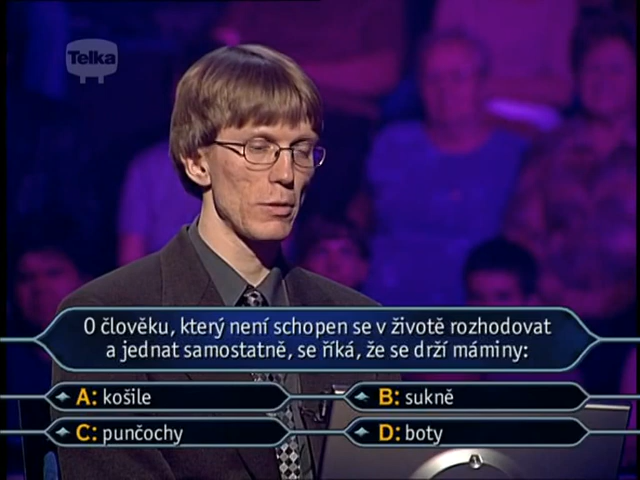 Telka
O člověku, který není schopen se v životě rozhodovat
a jednat samostatně, se říká, že se drží máminy:
A: košile
B: sukně
C: punčochy
D: boty